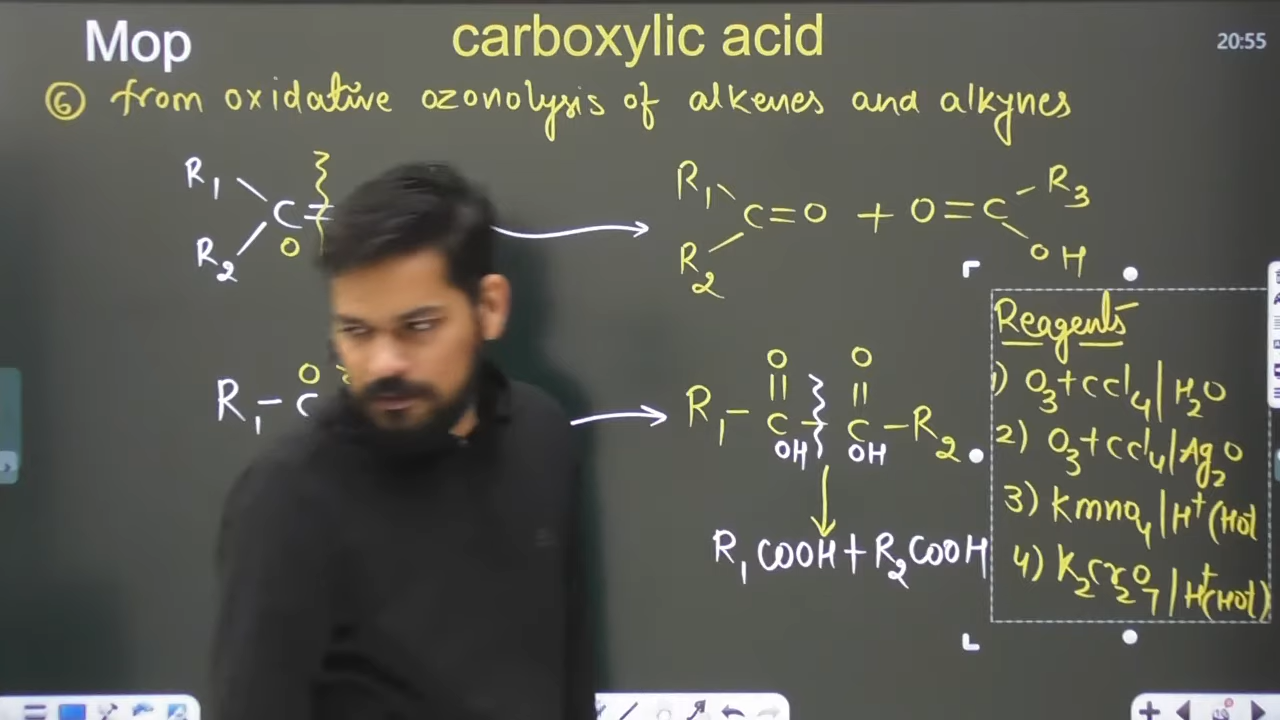 Mop
carboxylic acid
20:55
⑥ from oxidative ozonolysis of alkenes and alkynes
R₁ R₂ C= O
R₁ R₂ C=O + O=C R₃ OH
R₁-C O
R₁-C(=O)OH C(=O)OH-R₂
R₁COOH+R₂COOH
Reagents
1) O₃+CCl₄|H₂O
2) O₃+CCl₄|Ag₂O
3) KmnO₄|H⁺(Hot
4) K₂Cr₂O₇|H⁺(Hot)